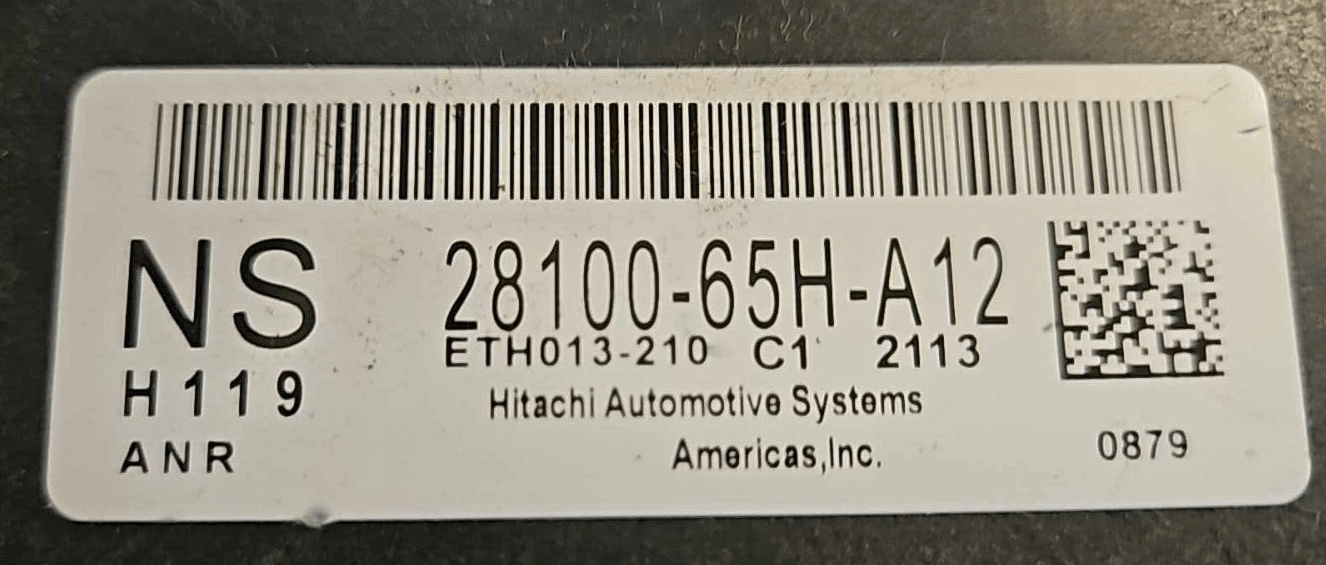 NS 28100-65H-A12
ETH013-210 C1 2113
H119
Hitachi Automotive Systems
ANR Americas,Inc. 0879